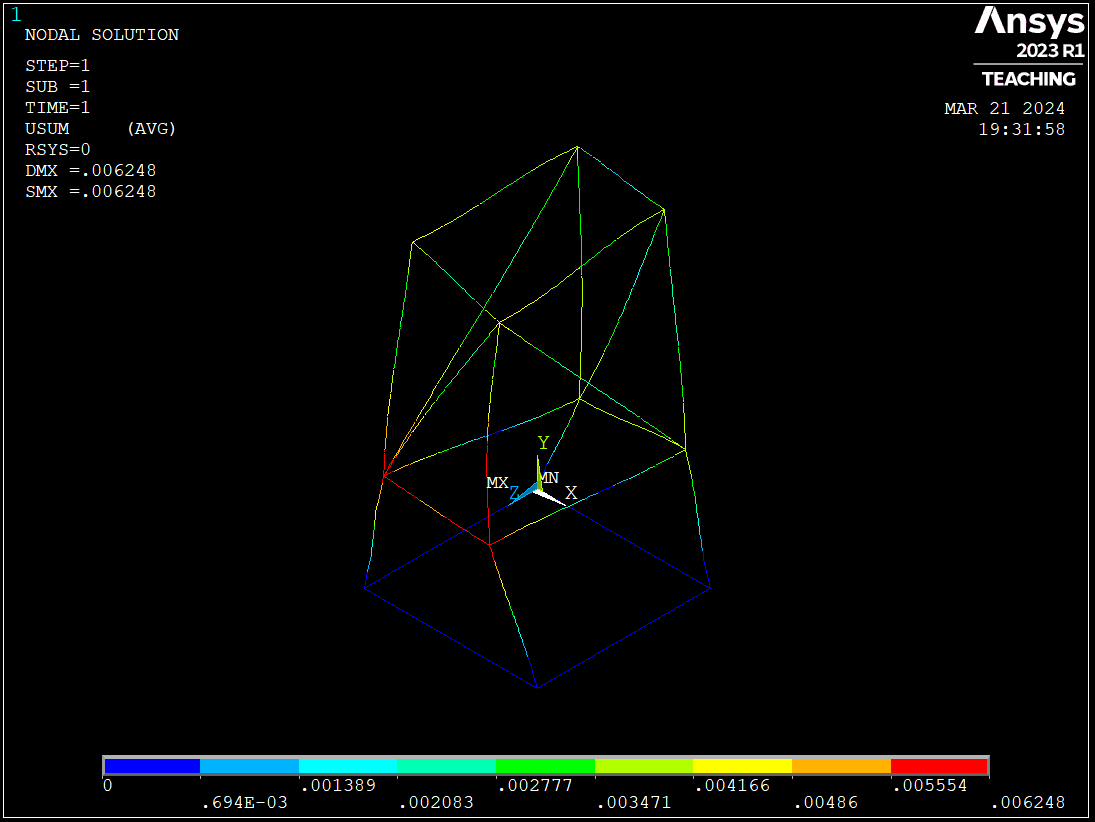 1
NODAL SOLUTION
STEP=1
SUB =1
TIME=1
USUM     (AVG)
RSYS=0
DMX =.006248
SMX =.006248
Ansys
2023 R1
TEACHING
MAR 21 2024
19:31:58
Y
MX
MN
Z
X
0 .001389 .002777 .004166 .005554
.694E-03 .002083 .003471 .00486 .006248